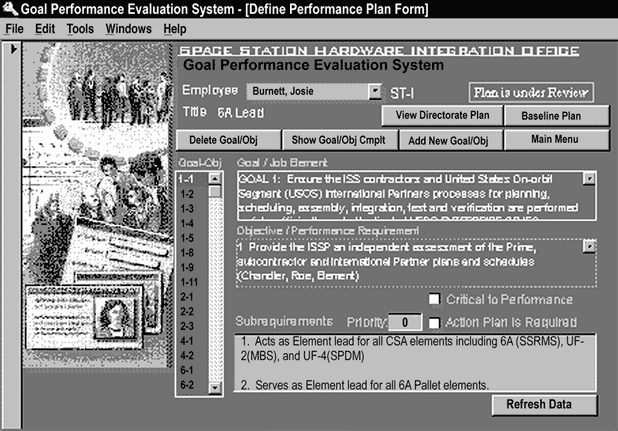 Goal Performance Evaluation System - [Define Performance Plan Form]
File Edit Tools Windows Help
SPACE STATION HARDWARE INTEGRATION OFFICE
Goal Performance Evaluation System
Employee Burnett, Josie ST-I Plan is under Review
Title 6A Lead View Directorate Plan Baseline Plan
Delete Goal/Obj Show Goal/Obj Cmplt Add New Goal/Obj Main Menu
Goal-Obj Goal / Job Element
1-1
1-2
1-3
1-4
1-5
1-8
1-9
1-11
2-1
2-2
2-3
4-1
4-2
6-1
6-2
GOAL 1: Ensure the ISS contractors and United States On-orbit
Segment (USOS) International Partners processes for planning,
scheduling, assembly, integration, test and verification are performed
Objective / Performance Requirement
1 Provide the ISSP an independent assessment of the Prime,
subcontractor and International Partner plans and schedules
(Chandler, Roe, Bement)
Critical to Performance
Subrequirements Priority: 0 Action Plan is Required
1. Acts as Element lead for all CSA elements including 6A (SSRMS), UF-
2(MBS), and UF-4(SPDM)
2. Serves as Element lead for all 6A Pallet elements.
Refresh Data